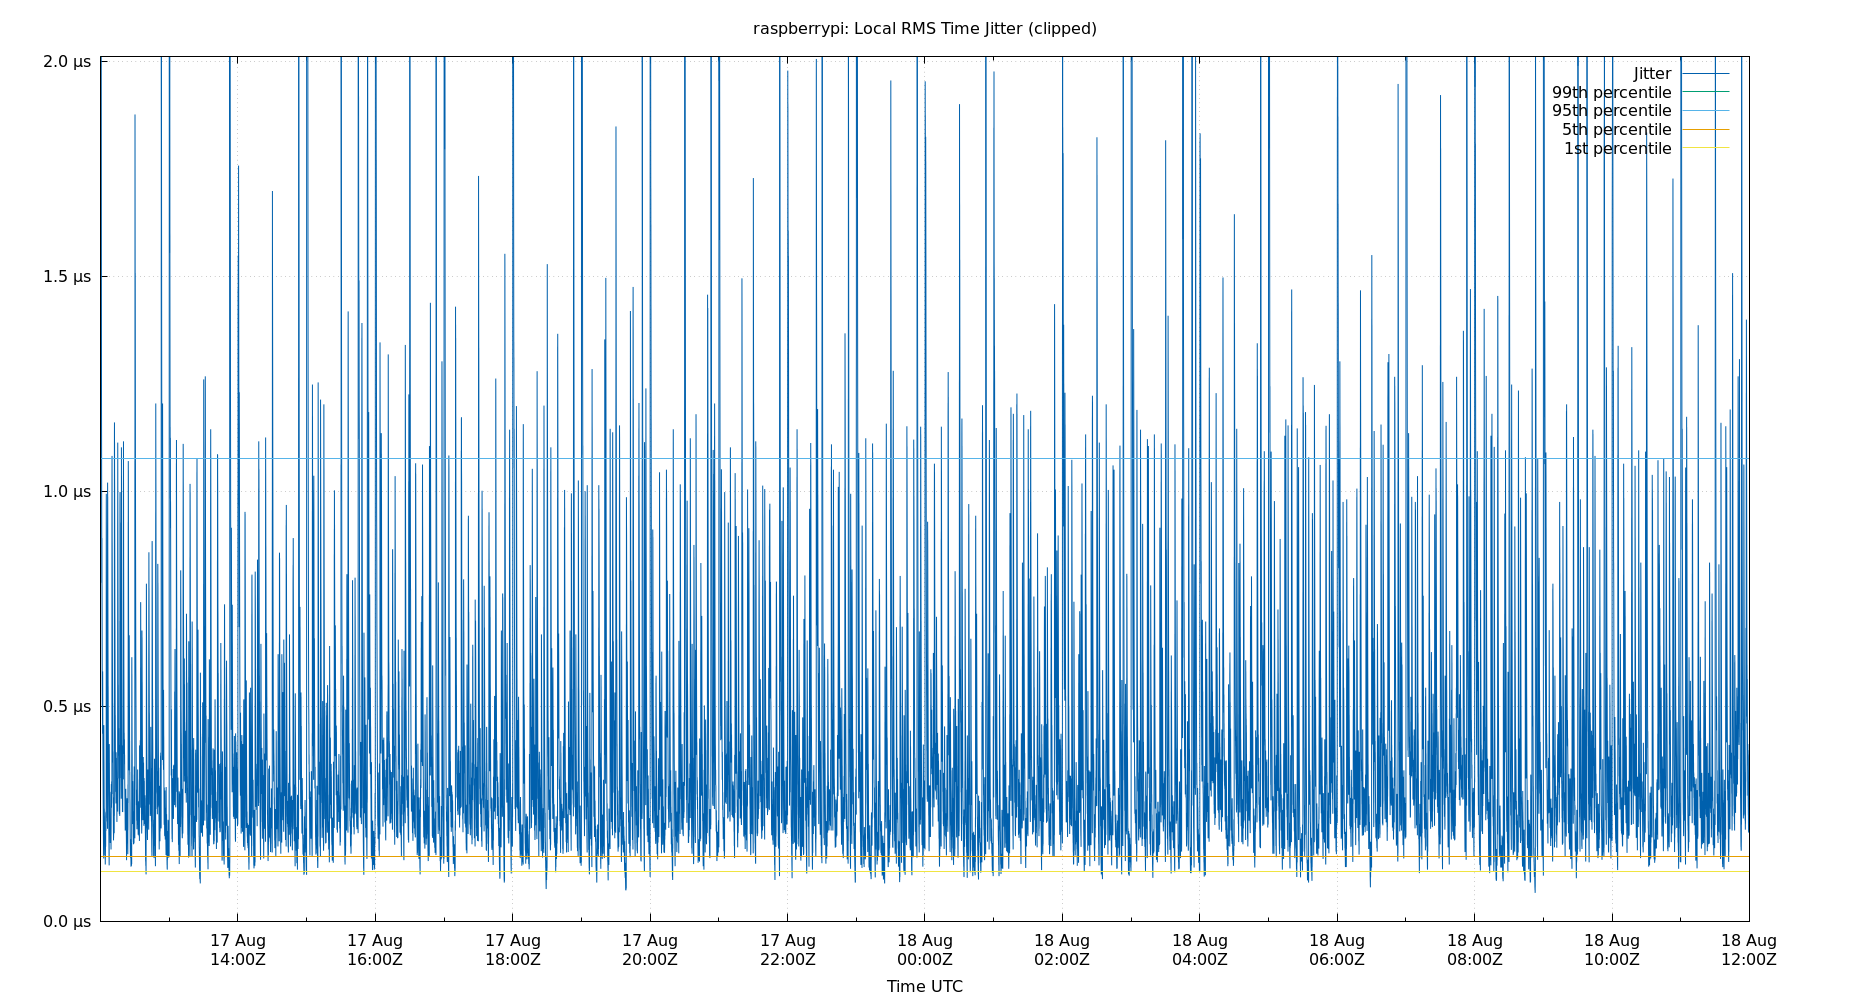 raspberrypi: Local RMS Time Jitter (clipped)
2.0 µs
1.5 µs
1.0 µs
0.5 µs
0.0 µs
Jitter
99th percentile
95th percentile
5th percentile
1st percentile
17 Aug
14:00Z
17 Aug
16:00Z
17 Aug
18:00Z
17 Aug
20:00Z
17 Aug
22:00Z
18 Aug
00:00Z
18 Aug
02:00Z
18 Aug
04:00Z
18 Aug
06:00Z
18 Aug
08:00Z
18 Aug
10:00Z
18 Aug
12:00Z
Time UTC